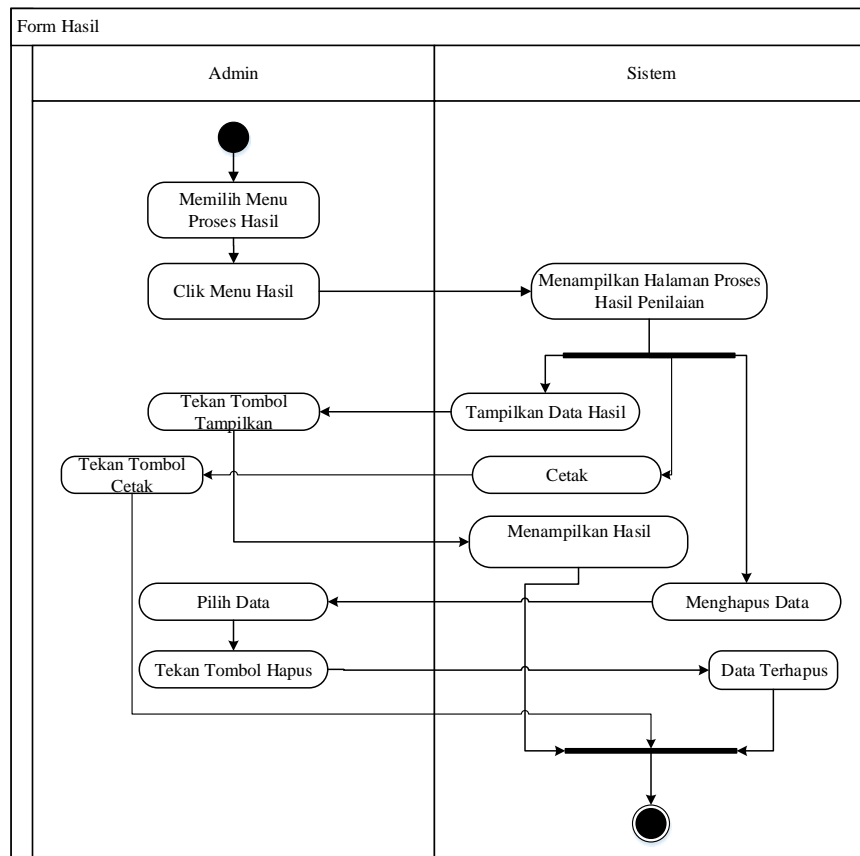 Form Hasil
Admin
Sistem
Memilih Menu
Proses Hasil
Clik Menu Hasil
Menampilkan Halaman Proses
Hasil Penilaian
Tekan Tombol
Tampilkan
Tampilkan Data Hasil
Tekan Tombol
Cetak
Cetak
Menampilkan Hasil
Pilih Data
Menghapus Data
Tekan Tombol Hapus
Data Terhapus